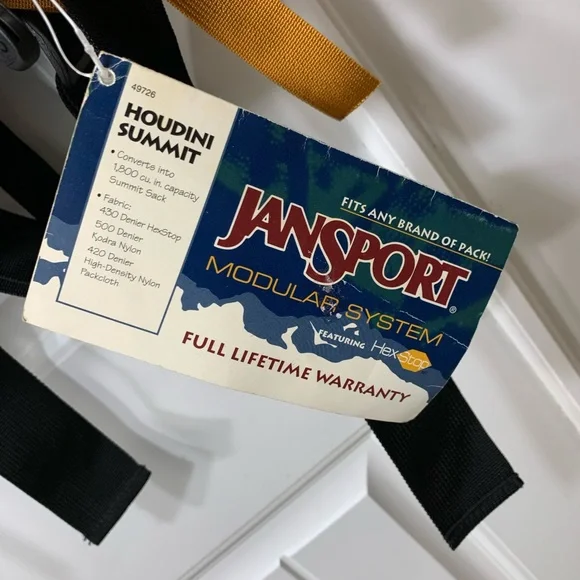 49726
HOUDINI
SUMMIT
• Converts into
1,800 cu. in. capacity
Summit Sack
• Fabric:
430 Denier HexStop
500 Denier
Kodra Nylon
420 Denier
High-Density Nylon
Packcloth
FITS ANY BRAND OF PACK!
JANSPORT®
MODULAR SYSTEM
FEATURING HexStop
FULL LIFETIME WARRANTY